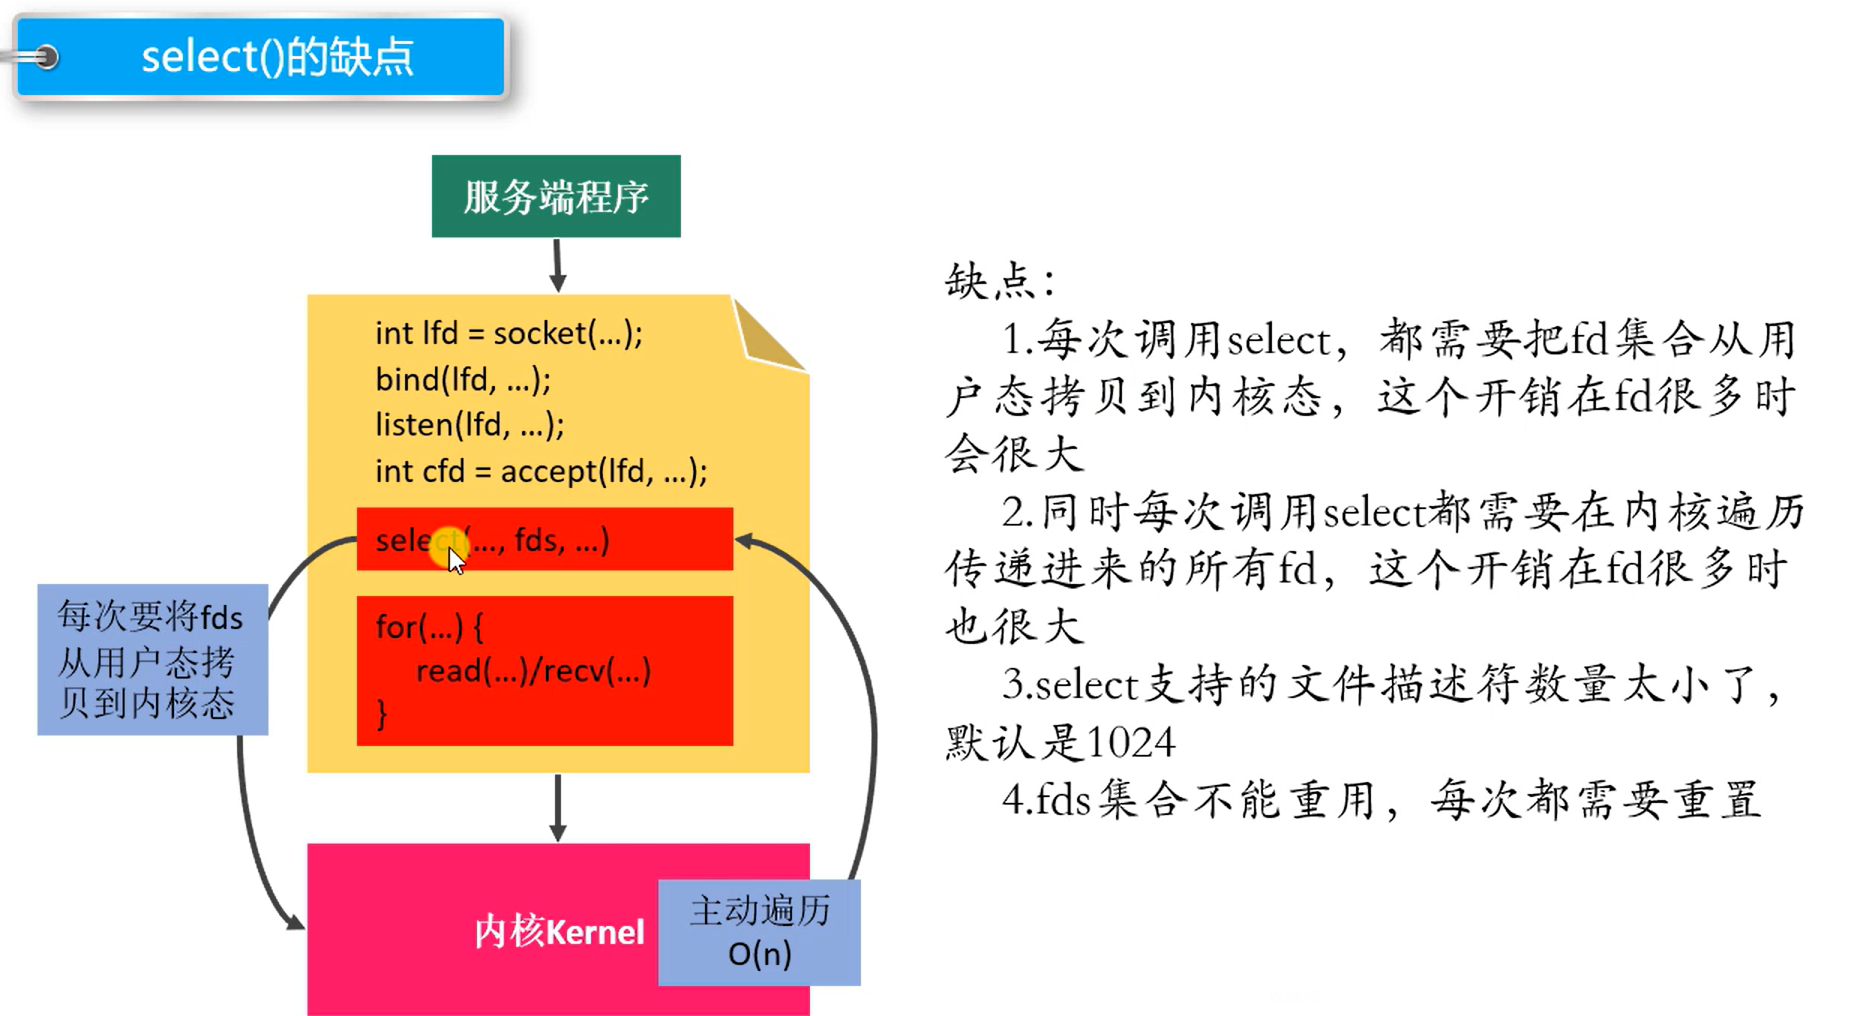 select()的缺点
服务端程序
int lfd = socket(...);
bind(lfd, ...);
listen(lfd, ...);
int cfd = accept(lfd, ...);
select(..., fds, ...)
for(...) {
read(...)/recv(...)
}
每次要将fds
从用户态拷
贝到内核态
内核Kernel
主动遍历
O(n)
缺点：
1.每次调用select，都需要把fd集合从用
户态拷贝到内核态，这个开销在fd很多时
会很大
2.同时每次调用select都需要在内核遍历
传递进来的所有fd，这个开销在fd很多时
也很大
3.select支持的文件描述符数量太小了，
默认是1024
4.fds集合不能重用，每次都需要重置